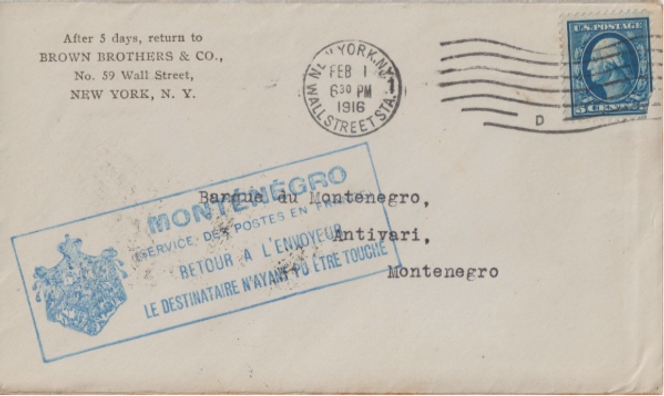 After 5 days, return to
BROWN BROTHERS & CO.,
No. 59 Wall Street,
NEW YORK, N. Y.
NEW YORK, N.Y.
FEB 1
6 30 PM
1916
WALL STREET STA.
1
D
U.S. POSTAGE
5 CENTS 5
MONTÉNÉGRO
SERVICE DES POSTES EN FRANCE
RETOUR A L'ENVOYEUR
LE DESTINATAIRE N'AYANT PU ÊTRE TOUCHÉ
Banque du Montenegro,
Antivari,
Montenegro